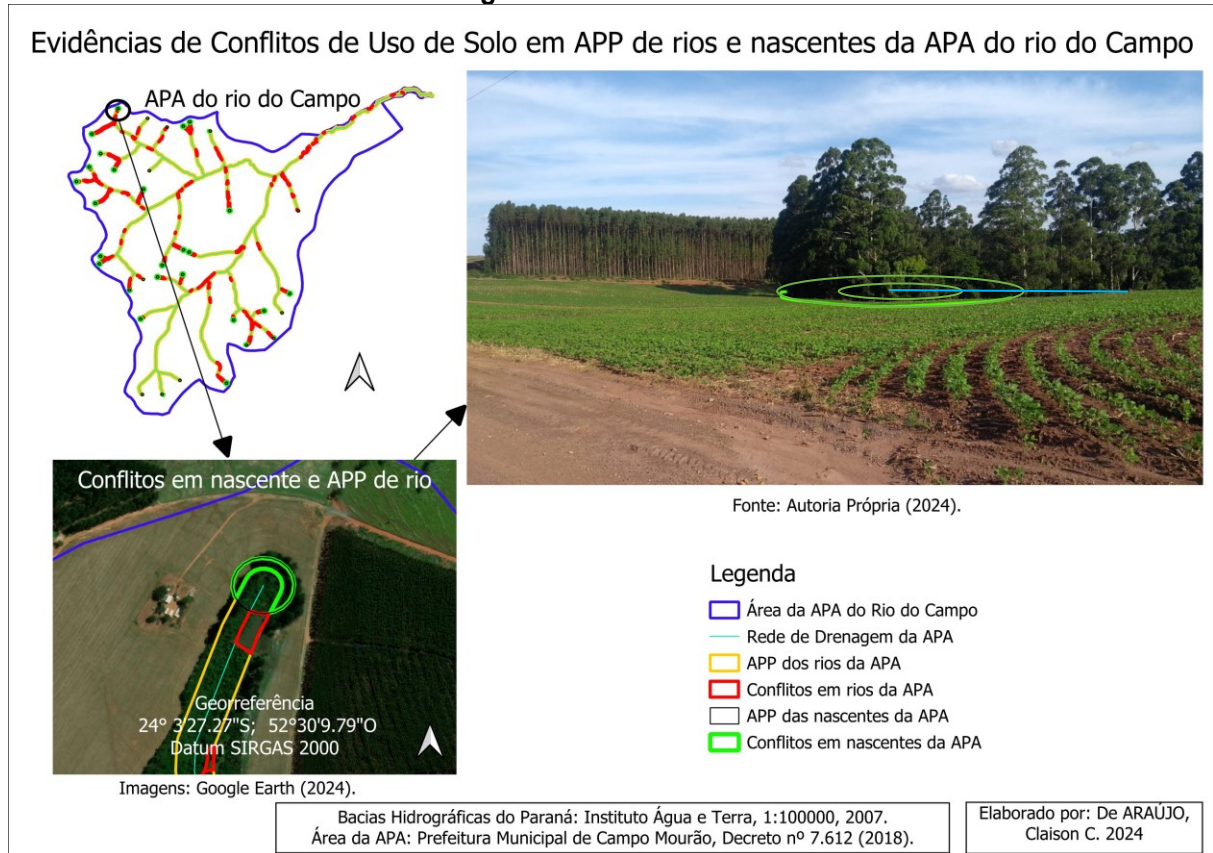 Evidências de Conflitos de Uso de Solo em APP de rios e nascentes da APA do rio do Campo
APA do rio do Campo
Conflitos em nascente e APP de rio
Georreferência
24° 3'27.27"S; 52°30'9.79"O
Datum SIRGAS 2000
Imagens: Google Earth (2024).
Fonte: Autoria Própria (2024).
Legenda
Área da APA do Rio do Campo
Rede de Drenagem da APA
APP dos rios da APA
Conflitos em rios da APA
APP das nascentes da APA
Conflitos em nascentes da APA
Bacias Hidrográficas do Paraná: Instituto Água e Terra, 1:100000, 2007.
Área da APA: Prefeitura Municipal de Campo Mourão, Decreto nº 7.612 (2018).
Elaborado por: De ARAÚJO,
Claison C. 2024